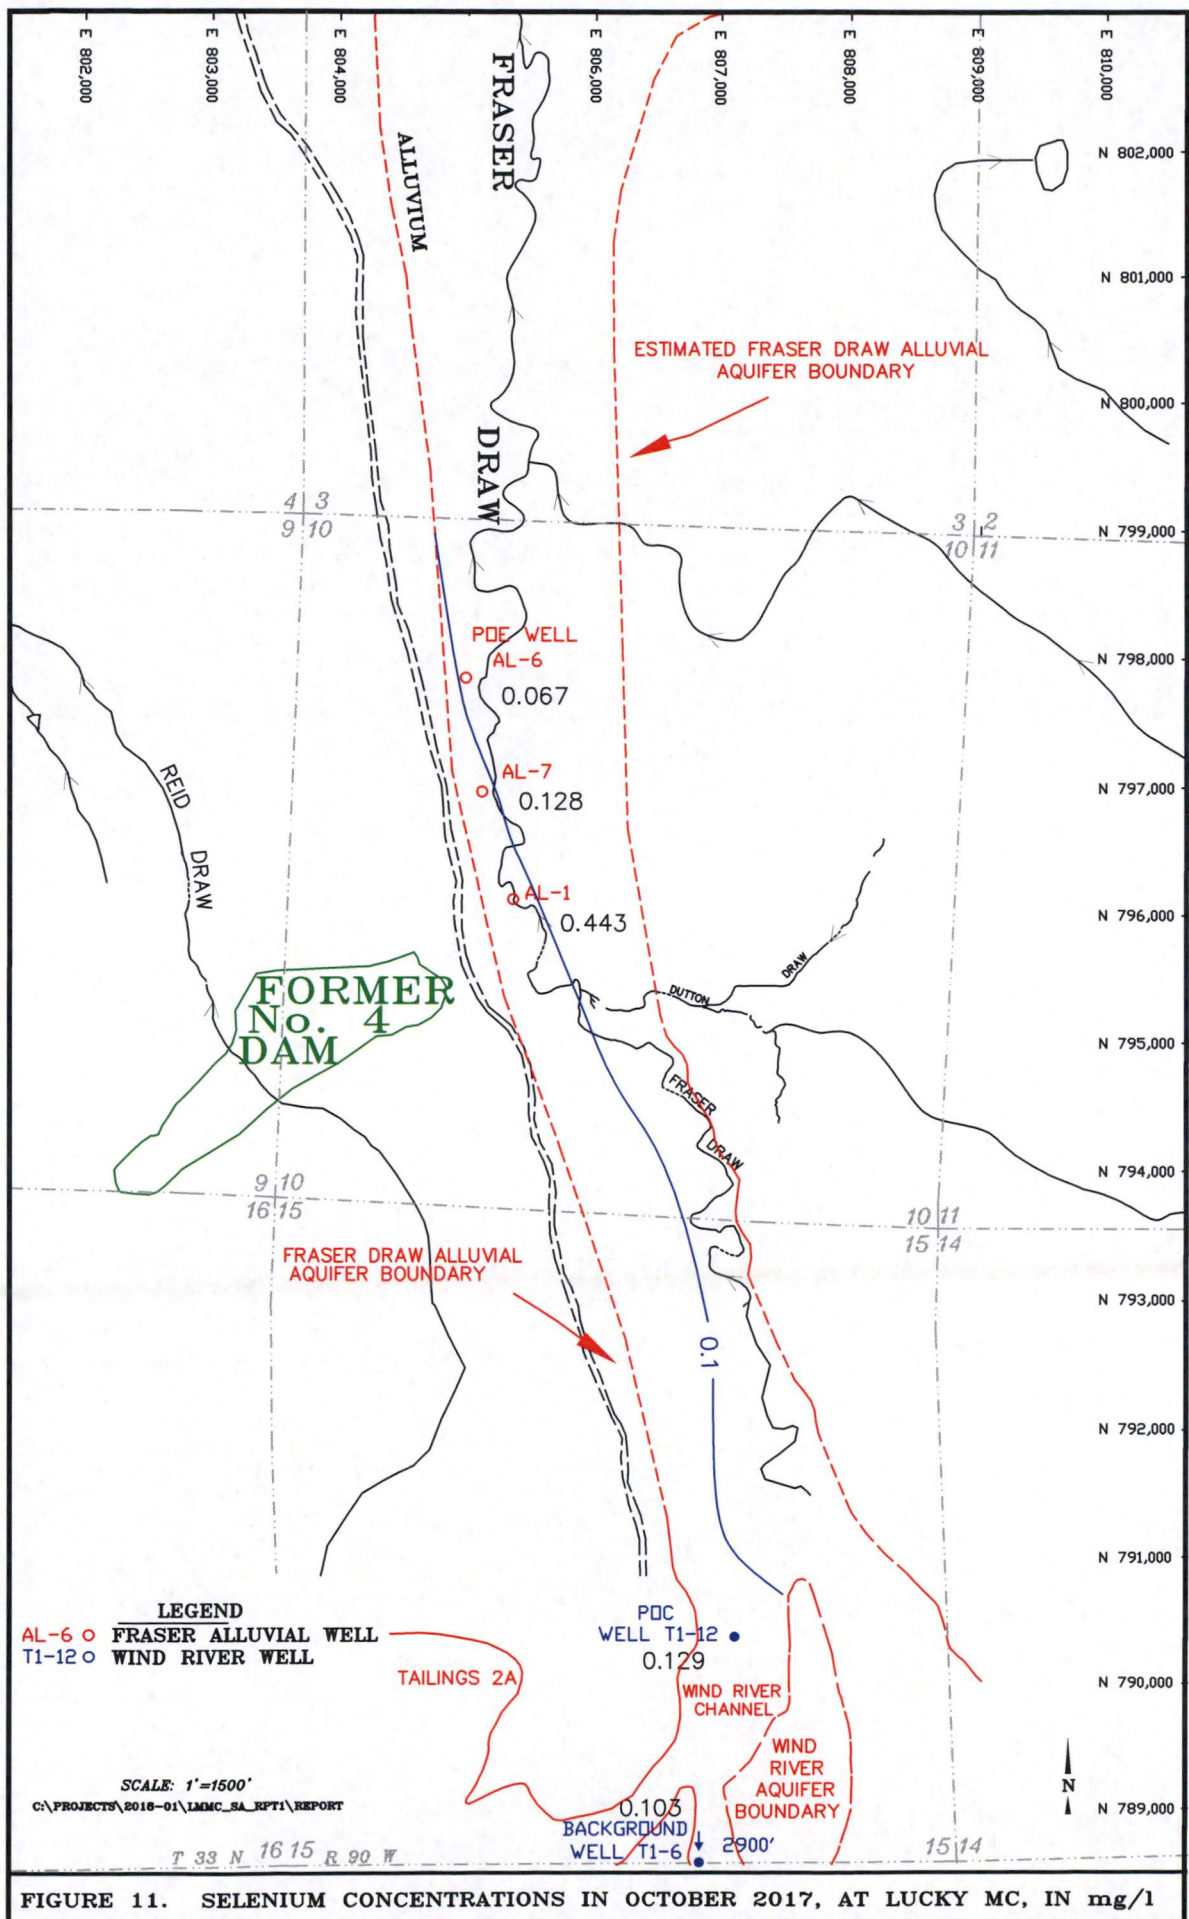 E 802,000
E 803,000
E 804,000
E 806,000
E 807,000
E 808,000
E 809,000
E 810,000
FRASER
ALLUVIUM
N 802,000
N 801,000
ESTIMATED FRASER DRAW ALLUVIAL
AQUIFER BOUNDARY
N 800,000
DRAW
4 3
9 10
3 2
10 11
N 799,000
POE WELL
AL-6
0.067
N 798,000
AL-7
0.128
N 797,000
REID
DRAW
AL-1
0.443
N 796,000
DRAW
DUTTON
FORMER
No. 4
DAM
N 795,000
FRASER
DRAW
N 794,000
9 10
16 15
10 11
15 14
FRASER DRAW ALLUVIAL
AQUIFER BOUNDARY
N 793,000
0.1
N 792,000
N 791,000
LEGEND
AL-6 FRASER ALLUVIAL WELL
T1-12 WIND RIVER WELL
POC
WELL T1-12
0.129
TAILINGS 2A
WIND RIVER
CHANNEL
N 790,000
WIND
RIVER
AQUIFER
BOUNDARY
SCALE: 1'=1500'
C:\PROJECTS\2018-01\LMMC_SA_RPT1\REPORT
N
N 789,000
0.103
BACKGROUND
WELL T1-6
2900'
T 33 N 16 15 R 90 W
15 14
FIGURE 11. SELENIUM CONCENTRATIONS IN OCTOBER 2017, AT LUCKY MC, IN mg/l